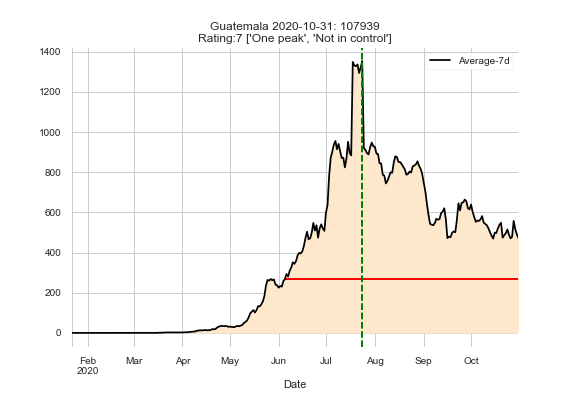 Guatemala 2020-10-31: 107939
Rating:7 ['One peak', 'Not in control']
Average-7d
1400
1200
1000
800
600
400
200
0
Feb Mar Apr May Jun Jul Aug Sep Oct
2020
Date